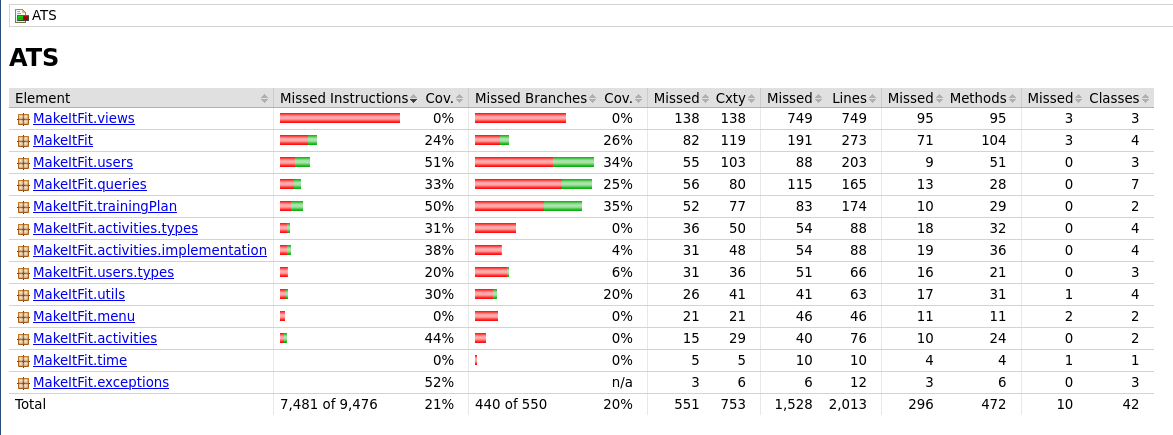 ATS
ATS
Element Missed Instructions Cov. Missed Branches Cov. Missed Cxty Missed Lines Missed Methods Missed Classes
MakeItFit.views 0% 0% 138 138 749 749 95 95 3 3
MakeItFit 24% 26% 82 119 191 273 71 104 3 4
MakeItFit.users 51% 34% 55 103 88 203 9 51 0 3
MakeItFit.queries 33% 25% 56 80 115 165 13 28 0 7
MakeItFit.trainingPlan 50% 35% 52 77 83 174 10 29 0 2
MakeItFit.activities.types 31% 0% 36 50 54 88 18 32 0 4
MakeItFit.activities.implementation 38% 4% 31 48 54 88 19 36 0 4
MakeItFit.users.types 20% 6% 31 36 51 66 16 21 0 3
MakeItFit.utils 30% 20% 26 41 41 63 17 31 1 4
MakeItFit.menu 0% 0% 21 21 46 46 11 11 2 2
MakeItFit.activities 44% 0% 15 29 40 76 10 24 0 2
MakeItFit.time 0% 0% 5 5 10 10 4 4 1 1
MakeItFit.exceptions 52% n/a 3 6 6 12 3 6 0 3
Total 7,481 of 9,476 21% 440 of 550 20% 551 753 1,528 2,013 296 472 10 42